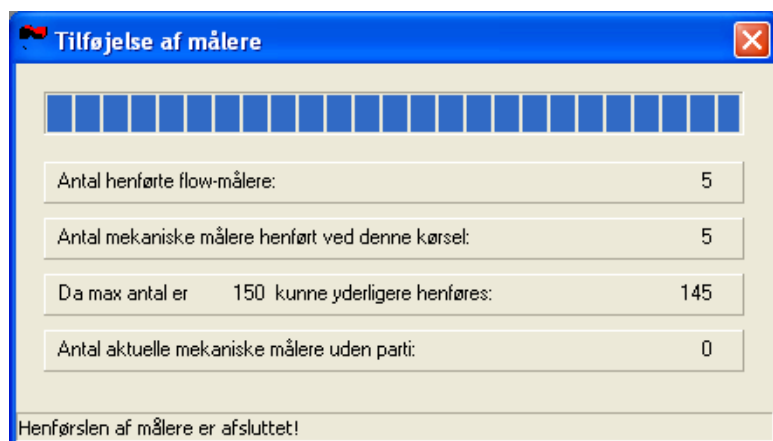 Tilføjelse af målere
Antal henførte flow-målere: 5
Antal mekaniske målere henført ved denne kørsel: 5
Da max antal er 150 kunne yderligere henføres: 145
Antal aktuelle mekaniske målere uden parti: 0
Henførslen af målere er afsluttet!